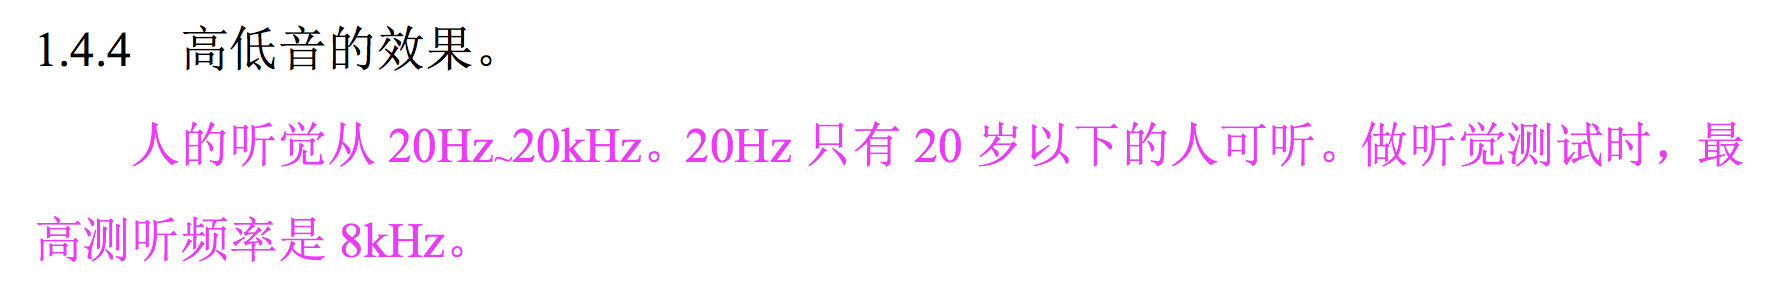 1.4.4 高低音的效果。
人的听觉从 20Hz~20kHz。20Hz 只有 20 岁以下的人可听。做听觉测试时，最
高测听频率是 8kHz。